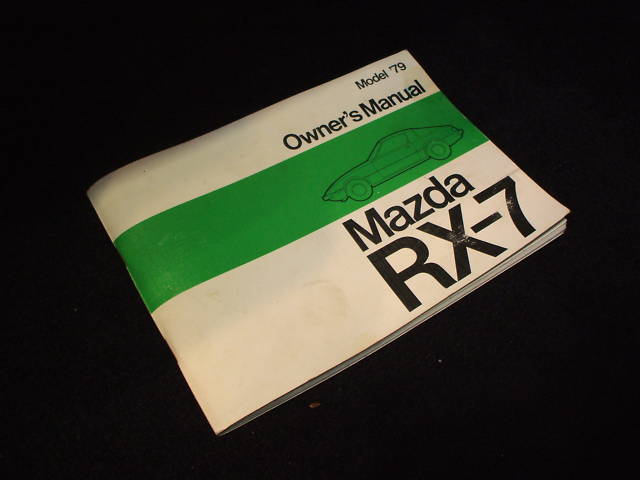 Model '79
Owner's Manual
Mazda
RX-7